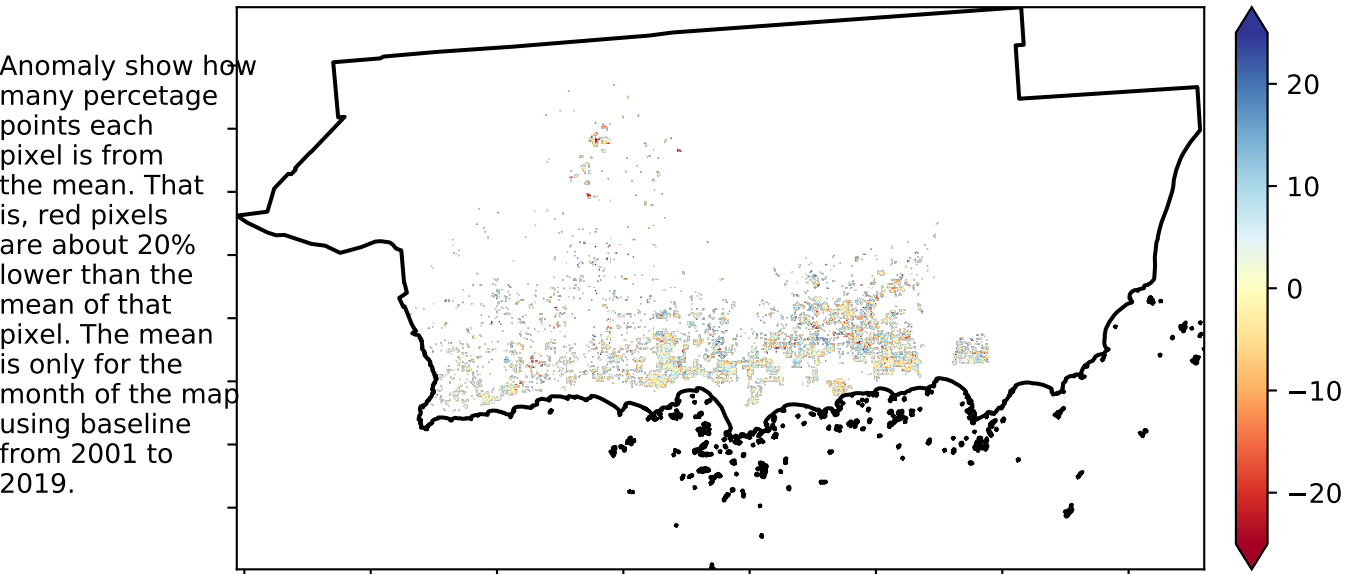 Anomaly show how
many percetage
points each
pixel is from
the mean. That
is, red pixels
are about 20%
lower than the
mean of that
pixel. The mean
is only for the
month of the map
using baseline
from 2001 to
2019.
20
10
0
−10
−20